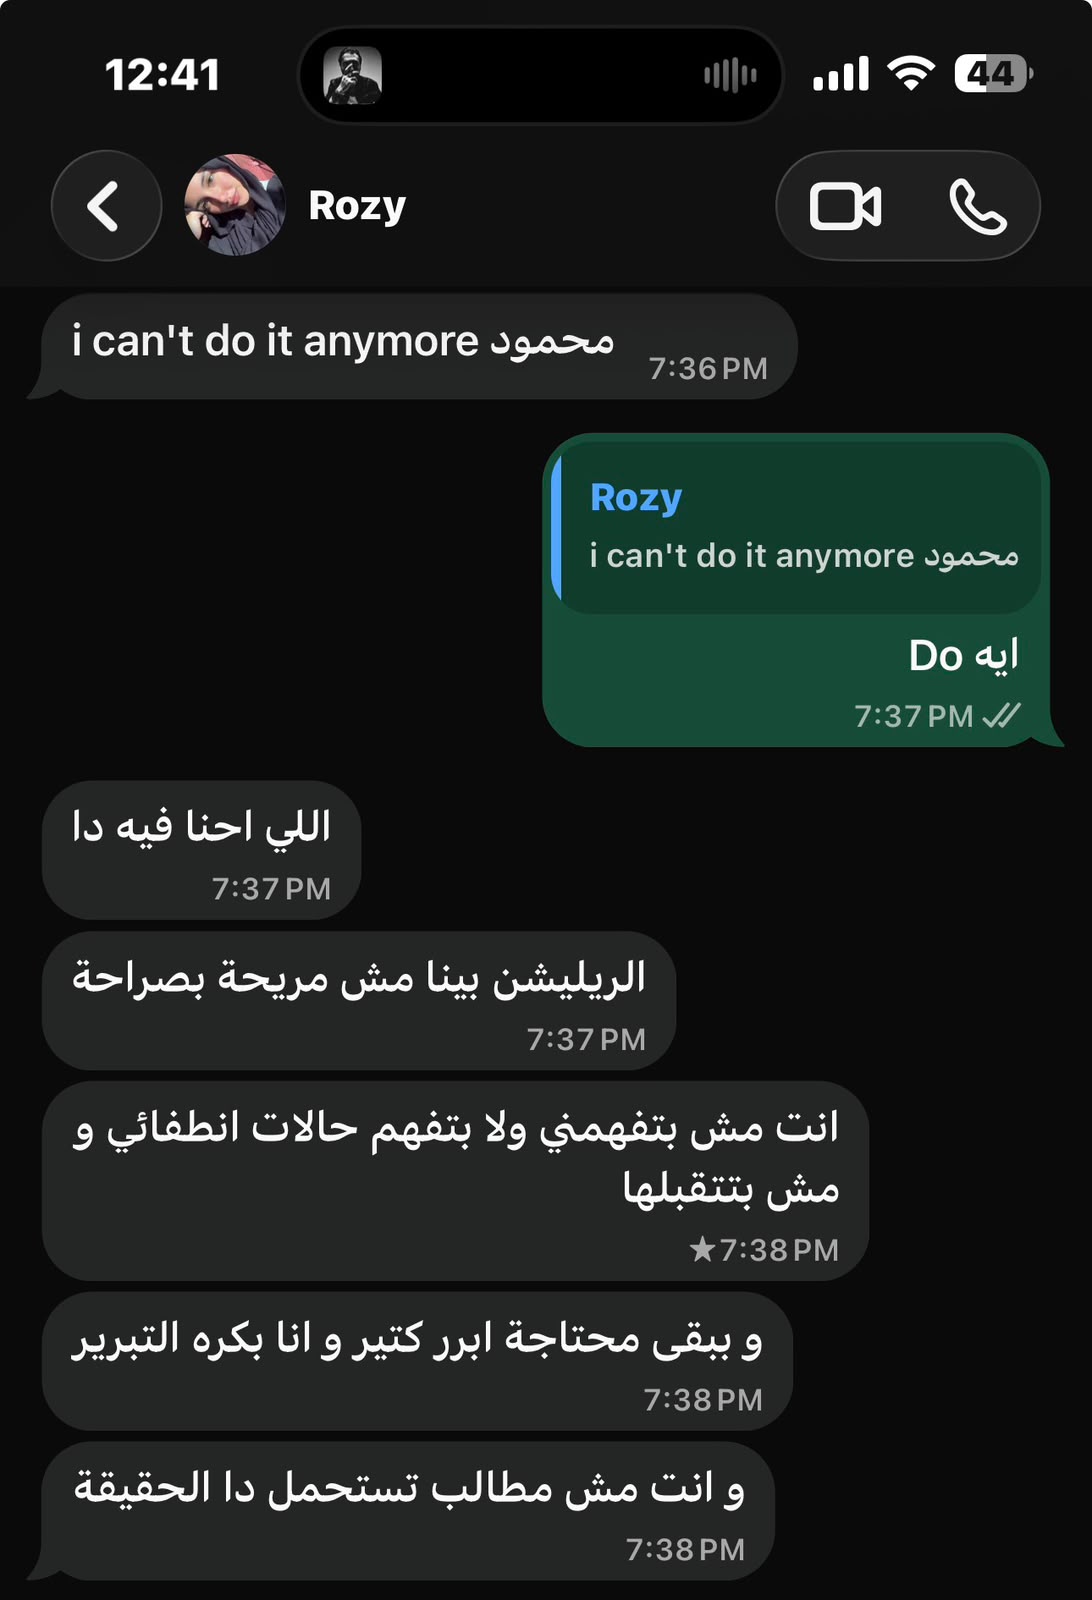 12:41
44
Rozy
i can't do it anymore محمود
7:36 PM
Rozy
i can't do it anymore محمود
Do ايه
7:37 PM
اللي احنا فيه دا
7:37 PM
الريليشن بينا مش مريحة بصراحة
7:37 PM
انت مش بتفهمني ولا بتفهم حالات انطفائي و
مش بتتقبلها
7:38 PM
و ببقى محتاجة ابرر كتير و انا بكره التبرير
7:38 PM
و انت مش مطالب تستحمل دا الحقيقة
7:38 PM